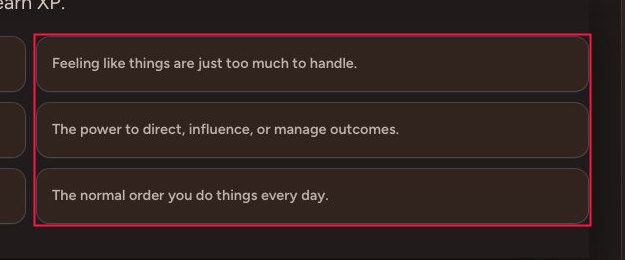 earn XP.
Feeling like things are just too much to handle.
The power to direct, influence, or manage outcomes.
The normal order you do things every day.